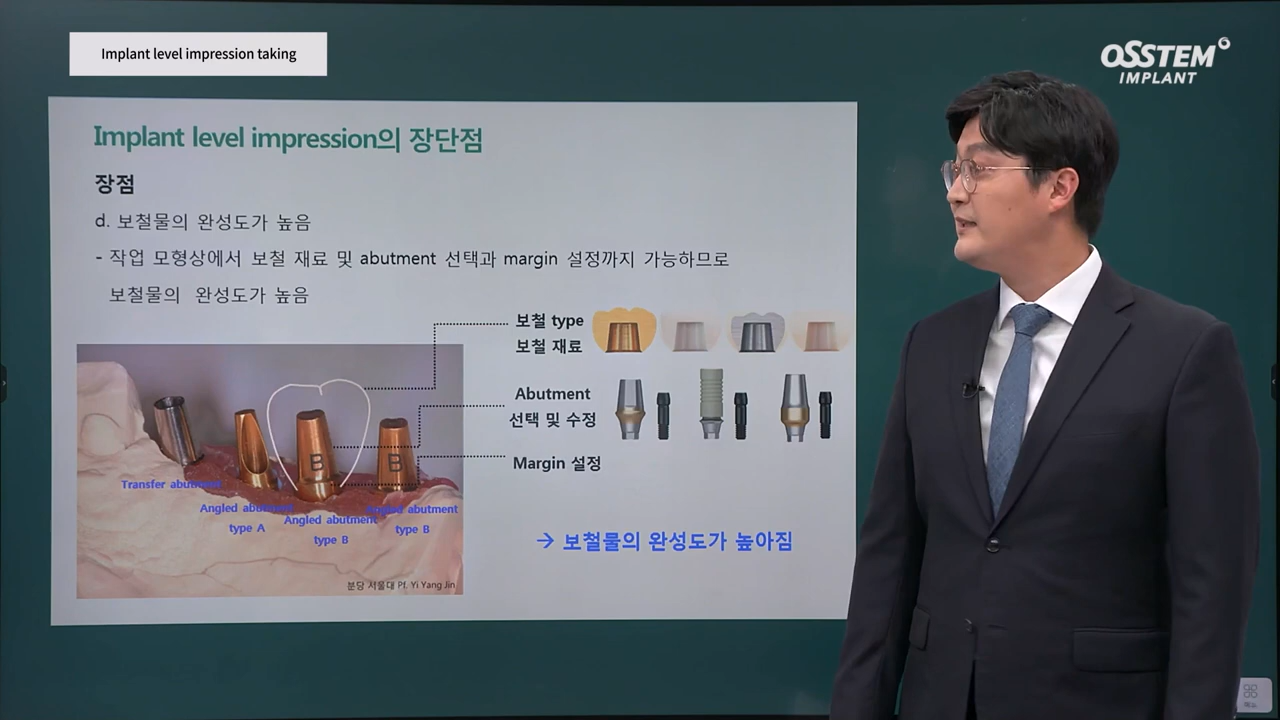 Implant level impression taking
OSSTEM
IMPLANT
Implant level impression의 장단점
장점
d. 보철물의 완성도가 높음
- 작업 모형상에서 보철 재료 및 abutment 선택과 margin 설정까지 가능하므로
보철물의 완성도가 높음
보철 type
보철 재료
Abutment
선택 및 수정
Margin 설정
B
B
Transfer abutment
Angled abutment
type A
Angled abutment
type B
Angled abutment
type B
분당 서울대 Pf. Yi Yang Jin
→ 보철물의 완성도가 높아짐
메뉴